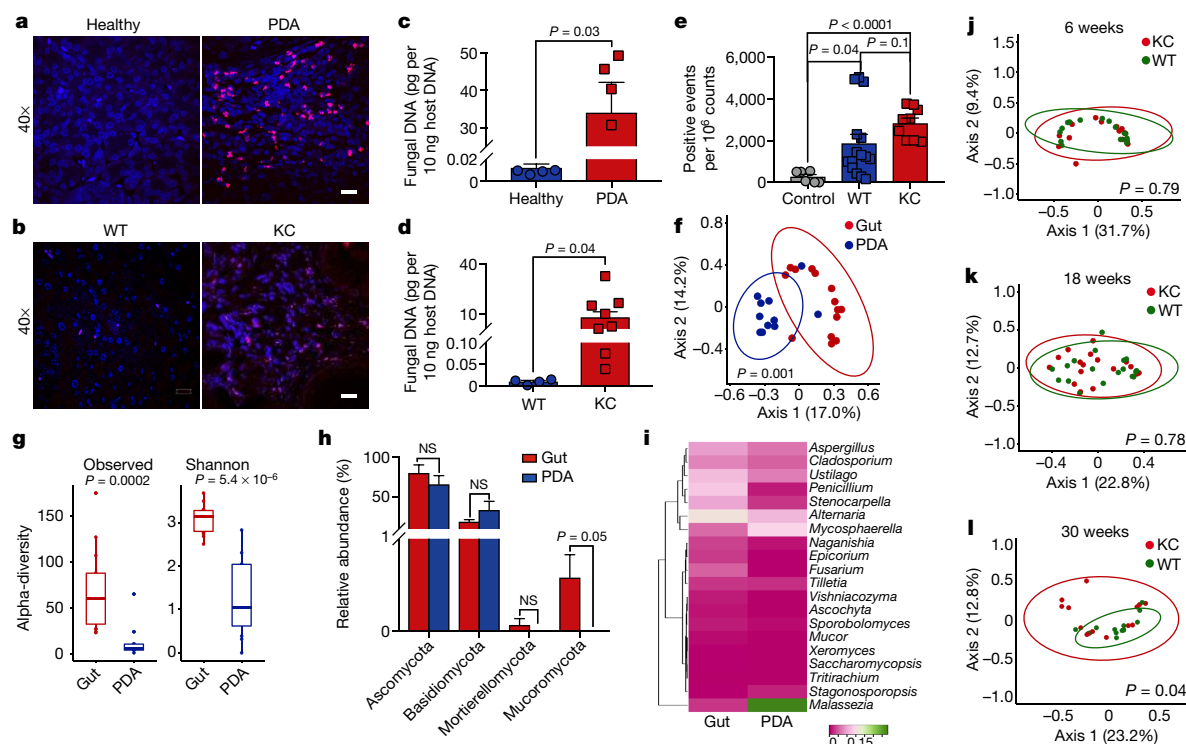 a
Healthy
PDA
40×
b
WT
KC
40×
c
P = 0.03
Fungal DNA (pg per
10 ng host DNA)
50
40
30
0.02
0
Healthy
PDA
d
P = 0.04
Fungal DNA (pg per
10 ng host DNA)
40
10
0.10
0.05
0
WT
KC
e
P < 0.0001
P = 0.04
P = 0.1
Positive events
per 10⁶ counts
6,000
4,000
2,000
0
Control
WT
KC
f
Gut
PDA
Axis 2 (14.2%)
0.8
0.4
0
–0.4
P = 0.001
–0.6
–0.3
0
0.3
0.6
Axis 1 (17.0%)
g
Observed
P = 0.0002
Shannon
P = 5.4 × 10⁻⁶
Alpha-diversity
150
100
50
0
3
2
1
0
Gut
PDA
Gut
PDA
h
Gut
PDA
Relative abundance (%)
100
50
1
0
NS
NS
NS
P = 0.05
Ascomycota
Basidiomycota
Mortierellomycota
Mucoromycota
i
Aspergillus
Cladosporium
Ustilago
Penicillium
Stenocarpella
Alternaria
Mycosphaerella
Naganishia
Epicorium
Fusarium
Tilletia
Vishniacozyma
Ascochyta
Sporobolomyces
Mucor
Xeromyces
Saccharomycopsis
Tritirachium
Stagonosporopsis
Malassezia
Gut
PDA
0 0.15
j
6 weeks
KC
WT
Axis 2 (9.4%)
1.5
1.0
0.5
0
–0.5
–1.0
P = 0.79
–0.5
0
0.5
Axis 1 (31.7%)
k
18 weeks
KC
WT
Axis 2 (12.7%)
1.0
0.5
0
–0.5
–1.0
P = 0.78
–0.4
0
0.4
Axis 1 (22.8%)
l
30 weeks
KC
WT
Axis 2 (12.8%)
1.0
0.5
0
–0.5
–1.0
P = 0.04
–0.5
0
0.5
Axis 1 (23.2%)